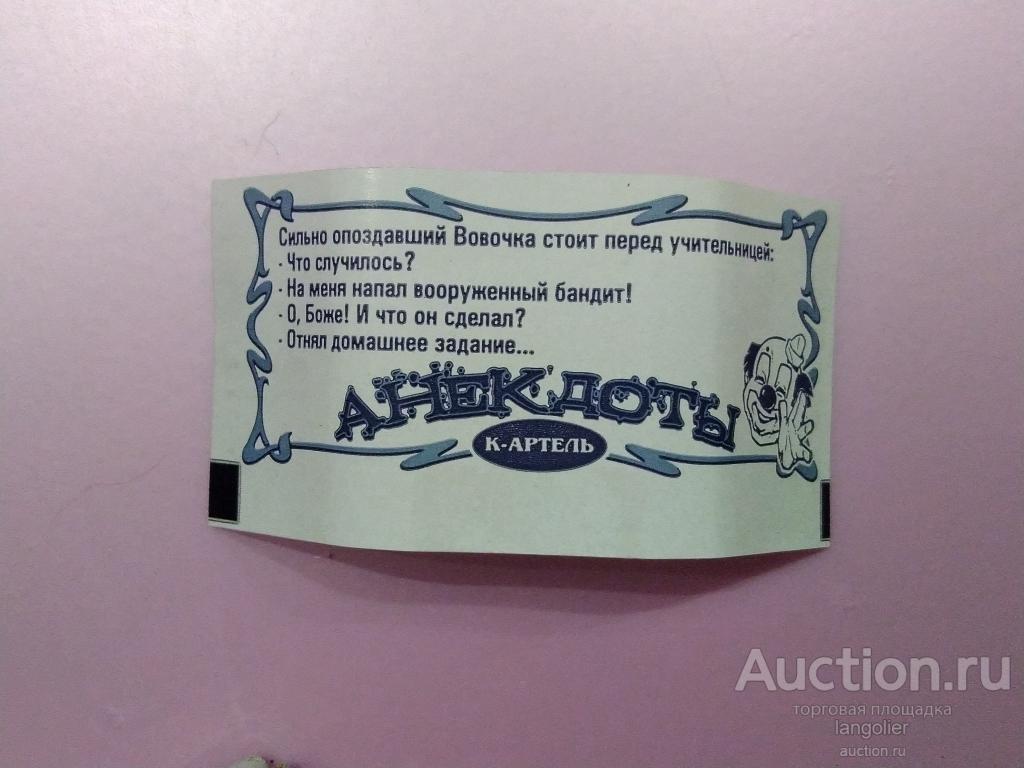 Сильно опоздавший Вовочка стоит перед учительницей:
- Что случилось?
- На меня напал вооруженный бандит!
- О, Боже! И что он сделал?
- Отнял домашнее задание...
АНЕКДОТЫ
К-АРТЕЛЬ
Auction.ru
торговая площадка
langolier
auction.ru